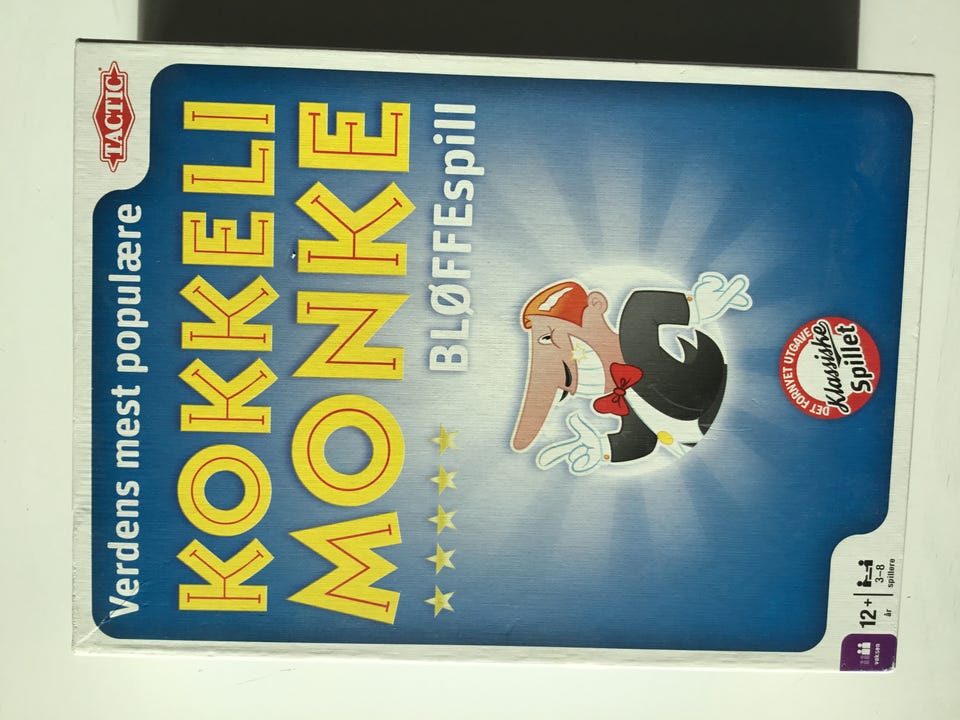 TACTIC
Verdens mest populære
KOKKELI
MONKE
BLØFFEspill
DET FORNYET UTGAVE
Klassiske
Spillet
voksen
12+
år
3–8
spillere